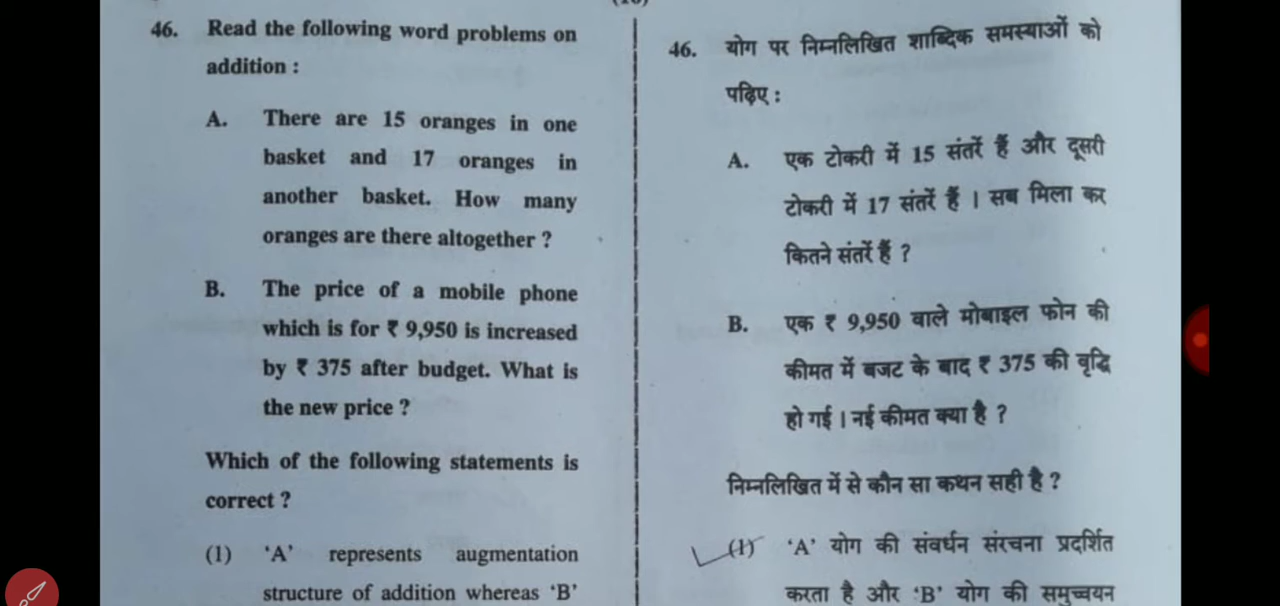 46. Read the following word problems on
addition :
A. There are 15 oranges in one
basket and 17 oranges in
another basket. How many
oranges are there altogether ?
B. The price of a mobile phone
which is for ₹ 9,950 is increased
by ₹ 375 after budget. What is
the new price ?
Which of the following statements is
correct ?
(1) ‘A’ represents augmentation
structure of addition whereas ‘B’
46. योग पर निम्नलिखित शाब्दिक समस्याओं को
पढ़िए :
A. एक टोकरी में 15 संतरें हैं और दूसरी
टोकरी में 17 संतरें हैं । सब मिला कर
कितने संतरें हैं ?
B. एक ₹ 9,950 वाले मोबाइल फोन की
कीमत में बजट के बाद ₹ 375 की वृद्धि
हो गई । नई कीमत क्या है ?
निम्नलिखित में से कौन सा कथन सही है ?
(1) ‘A’ योग की संवर्धन संरचना प्रदर्शित
करता है और ‘B’ योग की समुच्चयन